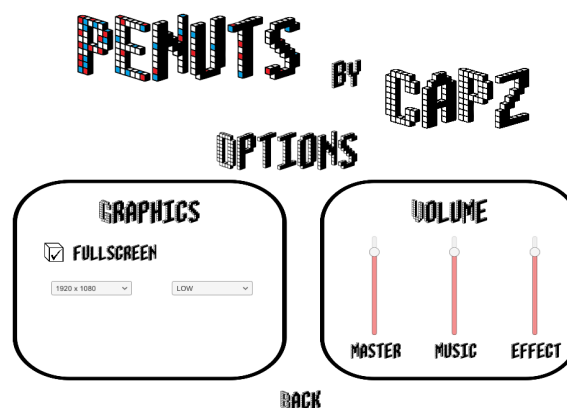 PENUTS
BY
CAPZ
OPTIONS
GRAPHICS
FULLSCREEN
1920 x 1080
LOW
VOLUME
MASTER
MUSIC
EFFECT
BACK